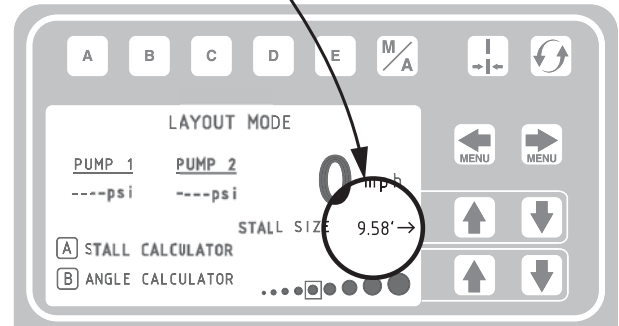 A B C D E M/A
LAYOUT MODE
MENU MENU
PUMP 1 PUMP 2 0 mph
----psi ----psi
STALL SIZE 9.58'→
A STALL CALCULATOR
B ANGLE CALCULATOR